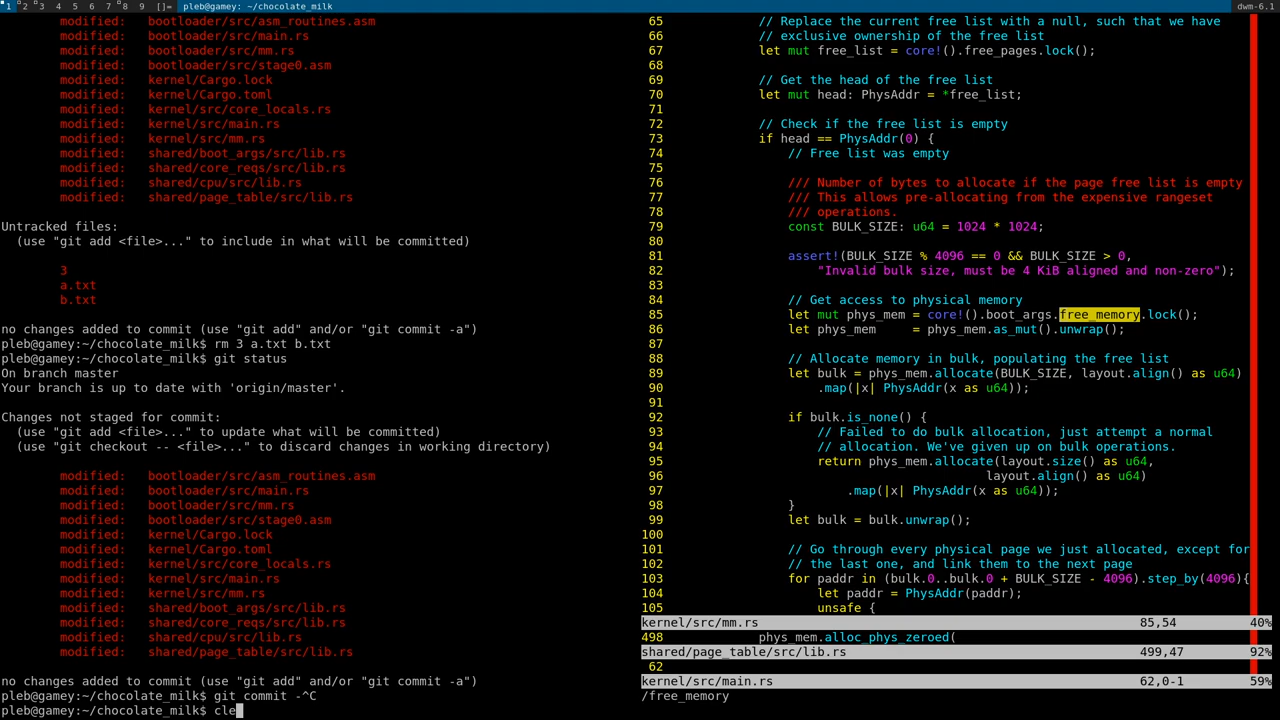 1 2 3 4 5 6 7 8 9 []= pleb@gamey: ~/chocolate_milk dwm-6.1
modified: bootloader/src/asm_routines.asm
modified: bootloader/src/main.rs
modified: bootloader/src/mm.rs
modified: bootloader/src/stage0.asm
modified: kernel/Cargo.lock
modified: kernel/Cargo.toml
modified: kernel/src/core_locals.rs
modified: kernel/src/main.rs
modified: kernel/src/mm.rs
modified: shared/boot_args/src/lib.rs
modified: shared/core_reqs/src/lib.rs
modified: shared/cpu/src/lib.rs
modified: shared/page_table/src/lib.rs
Untracked files:
(use "git add <file>..." to include in what will be committed)
3
a.txt
b.txt
no changes added to commit (use "git add" and/or "git commit -a")
pleb@gamey:~/chocolate_milk$ rm 3 a.txt b.txt
pleb@gamey:~/chocolate_milk$ git status
On branch master
Your branch is up to date with 'origin/master'.
Changes not staged for commit:
(use "git add <file>..." to update what will be committed)
(use "git checkout -- <file>..." to discard changes in working directory)
modified: bootloader/src/asm_routines.asm
modified: bootloader/src/main.rs
modified: bootloader/src/mm.rs
modified: bootloader/src/stage0.asm
modified: kernel/Cargo.lock
modified: kernel/Cargo.toml
modified: kernel/src/core_locals.rs
modified: kernel/src/main.rs
modified: kernel/src/mm.rs
modified: shared/boot_args/src/lib.rs
modified: shared/core_reqs/src/lib.rs
modified: shared/cpu/src/lib.rs
modified: shared/page_table/src/lib.rs
no changes added to commit (use "git add" and/or "git commit -a")
pleb@gamey:~/chocolate_milk$ git commit -^C
pleb@gamey:~/chocolate_milk$ cle
65 // Replace the current free list with a null, such that we have
66 // exclusive ownership of the free list
67 let mut free_list = core!().free_pages.lock();
68
69 // Get the head of the free list
70 let mut head: PhysAddr = *free_list;
71
72 // Check if the free list is empty
73 if head == PhysAddr(0) {
74 // Free list was empty
75
76 /// Number of bytes to allocate if the page free list is empty
77 /// This allows pre-allocating from the expensive rangeset
78 /// operations.
79 const BULK_SIZE: u64 = 1024 * 1024;
80
81 assert!(BULK_SIZE % 4096 == 0 && BULK_SIZE > 0,
82 "Invalid bulk size, must be 4 KiB aligned and non-zero");
83
84 // Get access to physical memory
85 let mut phys_mem = core!().boot_args.free_memory.lock();
86 let phys_mem = phys_mem.as_mut().unwrap();
87
88 // Allocate memory in bulk, populating the free list
89 let bulk = phys_mem.allocate(BULK_SIZE, layout.align() as u64)
90 .map(|x| PhysAddr(x as u64));
91
92 if bulk.is_none() {
93 // Failed to do bulk allocation, just attempt a normal
94 // allocation. We've given up on bulk operations.
95 return phys_mem.allocate(layout.size() as u64,
96 layout.align() as u64)
97 .map(|x| PhysAddr(x as u64));
98 }
99 let bulk = bulk.unwrap();
100
101 // Go through every physical page we just allocated, except for
102 // the last one, and link them to the next page
103 for paddr in (bulk.0..bulk.0 + BULK_SIZE - 4096).step_by(4096){
104 let paddr = PhysAddr(paddr);
105 unsafe {
kernel/src/mm.rs 85,54 40%
498 phys_mem.alloc_phys_zeroed(
shared/page_table/src/lib.rs 499,47 92%
62
kernel/src/main.rs 62,0-1 59%
/free_memory